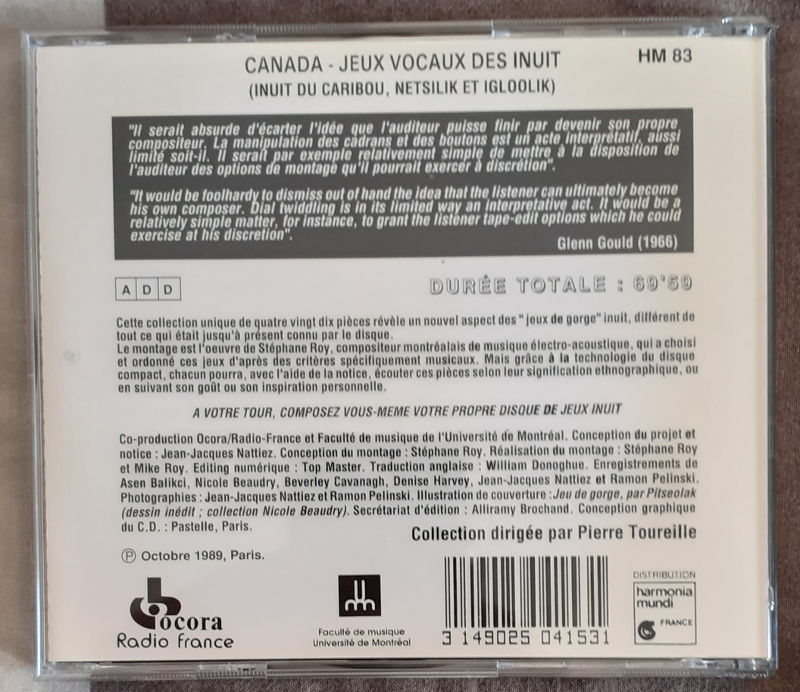 CANADA - JEUX VOCAUX DES INUIT
HM 83
(INUIT DU CARIBOU, NETSILIK ET IGLOOLIK)
"Il serait absurde d'écarter l'idée que l'auditeur puisse finir par devenir son propre
compositeur. La manipulation des cadrans et des boutons est un acte interprétatif, aussi
limité soit-il. Il serait par exemple relativement simple de mettre à la disposition de
l'auditeur des options de montage qu'il pourrait exercer à discrétion".
"It would be foolhardy to dismiss out of hand the idea that the listener can ultimately become
his own composer. Dial twiddling is in its limited way an interpretative act. It would be a
relatively simple matter, for instance, to grant the listener tape-edit options which he could
exercise at his discretion".
Glenn Gould (1966)
A D D
DURÉE TOTALE : 69'59
Cette collection unique de quatre vingt dix pièces révèle un nouvel aspect des " jeux de gorge" inuit, différent de
tout ce qui était jusqu'à présent connu par le disque.
Le montage est l'oeuvre de Stéphane Roy, compositeur montréalais de musique électro-acoustique, qui a choisi
et ordonné ces jeux d'après des critères spécifiquement musicaux. Mais grâce à la technologie du disque
compact, chacun pourra, avec l'aide de la notice, écouter ces pièces selon leur signification ethnographique, ou
en suivant son goût ou son inspiration personnelle.
A VOTRE TOUR, COMPOSEZ VOUS-MEME VOTRE PROPRE DISQUE DE JEUX INUIT
Co-production Ocora/Radio-France et Faculté de musique de l'Université de Montréal. Conception du projet et
notice : Jean-Jacques Nattiez. Conception du montage : Stéphane Roy. Réalisation du montage : Stéphane Roy
et Mike Roy. Editing numérique : Top Master. Traduction anglaise : William Donoghue. Enregistrements de
Asen Balikci, Nicole Beaudry, Beverley Cavanagh, Denise Harvey, Jean-Jacques Nattiez et Ramon Pelinski.
Photographies : Jean-Jacques Nattiez et Ramon Pelinski. Illustration de couverture : Jeu de gorge, par Pitseolak
(dessin inédit ; collection Nicole Beaudry). Secrétariat d'édition : Alliramy Brochand. Conception graphique
du C.D. : Pastelle, Paris.
Collection dirigée par Pierre Toureille
℗ Octobre 1989, Paris.
ocora
Radio france
Faculté de musique
Université de Montréal
3 149025 041531
DISTRIBUTION
harmonia
mundi
FRANCE